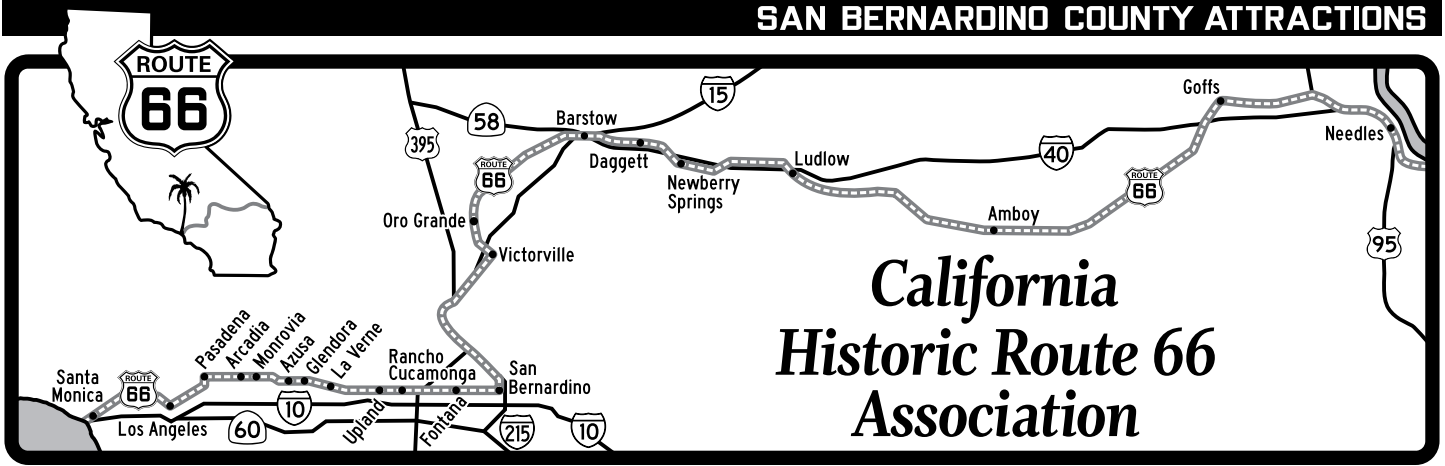 SAN BERNARDINO COUNTY ATTRACTIONS
ROUTE
66
15
Goffs
58
Barstow
395
Daggett
Ludlow
40
Needles
ROUTE
66
Newberry
Springs
ROUTE
66
Oro Grande
Amboy
Victorville
95
California
Historic Route 66
Association
Pasadena
Arcadia
Monrovia
Azusa
Glendora
La Verne
Rancho
Cucamonga
San
Bernardino
Santa
Monica
ROUTE
66
10
Los Angeles
60
Upland
Fontana
215
10